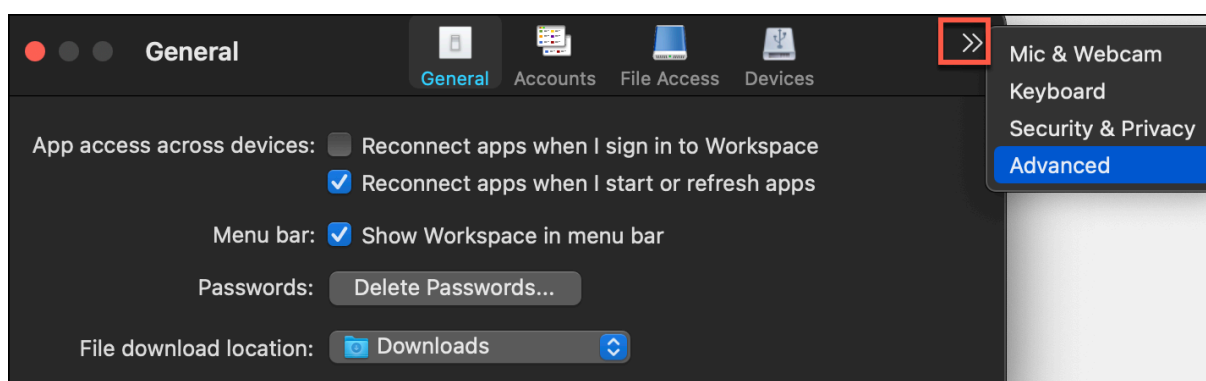 General
General Accounts File Access Devices
Mic & Webcam
Keyboard
Security & Privacy
Advanced
App access across devices: Reconnect apps when I sign in to Workspace
Reconnect apps when I start or refresh apps
Menu bar: Show Workspace in menu bar
Passwords: Delete Passwords...
File download location: Downloads